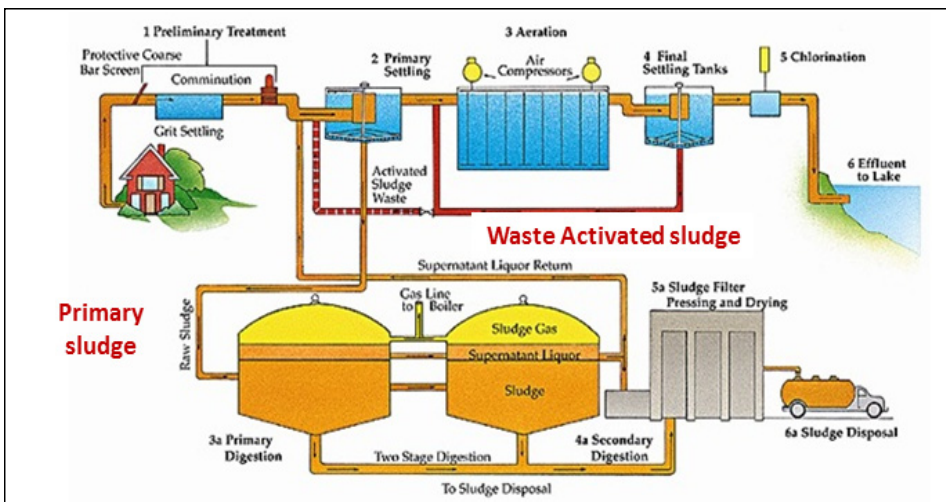 1 Preliminary Treatment
Protective Coarse
Bar Screen
Comminution
Grit Settling
2 Primary
Settling
3 Aeration
Air
Compressors
4 Final
Settling Tanks
5 Chlorination
6 Effluent
to Lake
Activated
Sludge
Waste
Waste Activated sludge
Supernatant Liquor Return
Primary
sludge
Raw Sludge
Gas Line
to Boiler
Sludge Gas
Supernatant Liquor
Sludge
5a Sludge Filter
Pressing and Drying
3a Primary
Digestion
Two Stage Digestion
4a Secondary
Digestion
6a Sludge Disposal
To Sludge Disposal